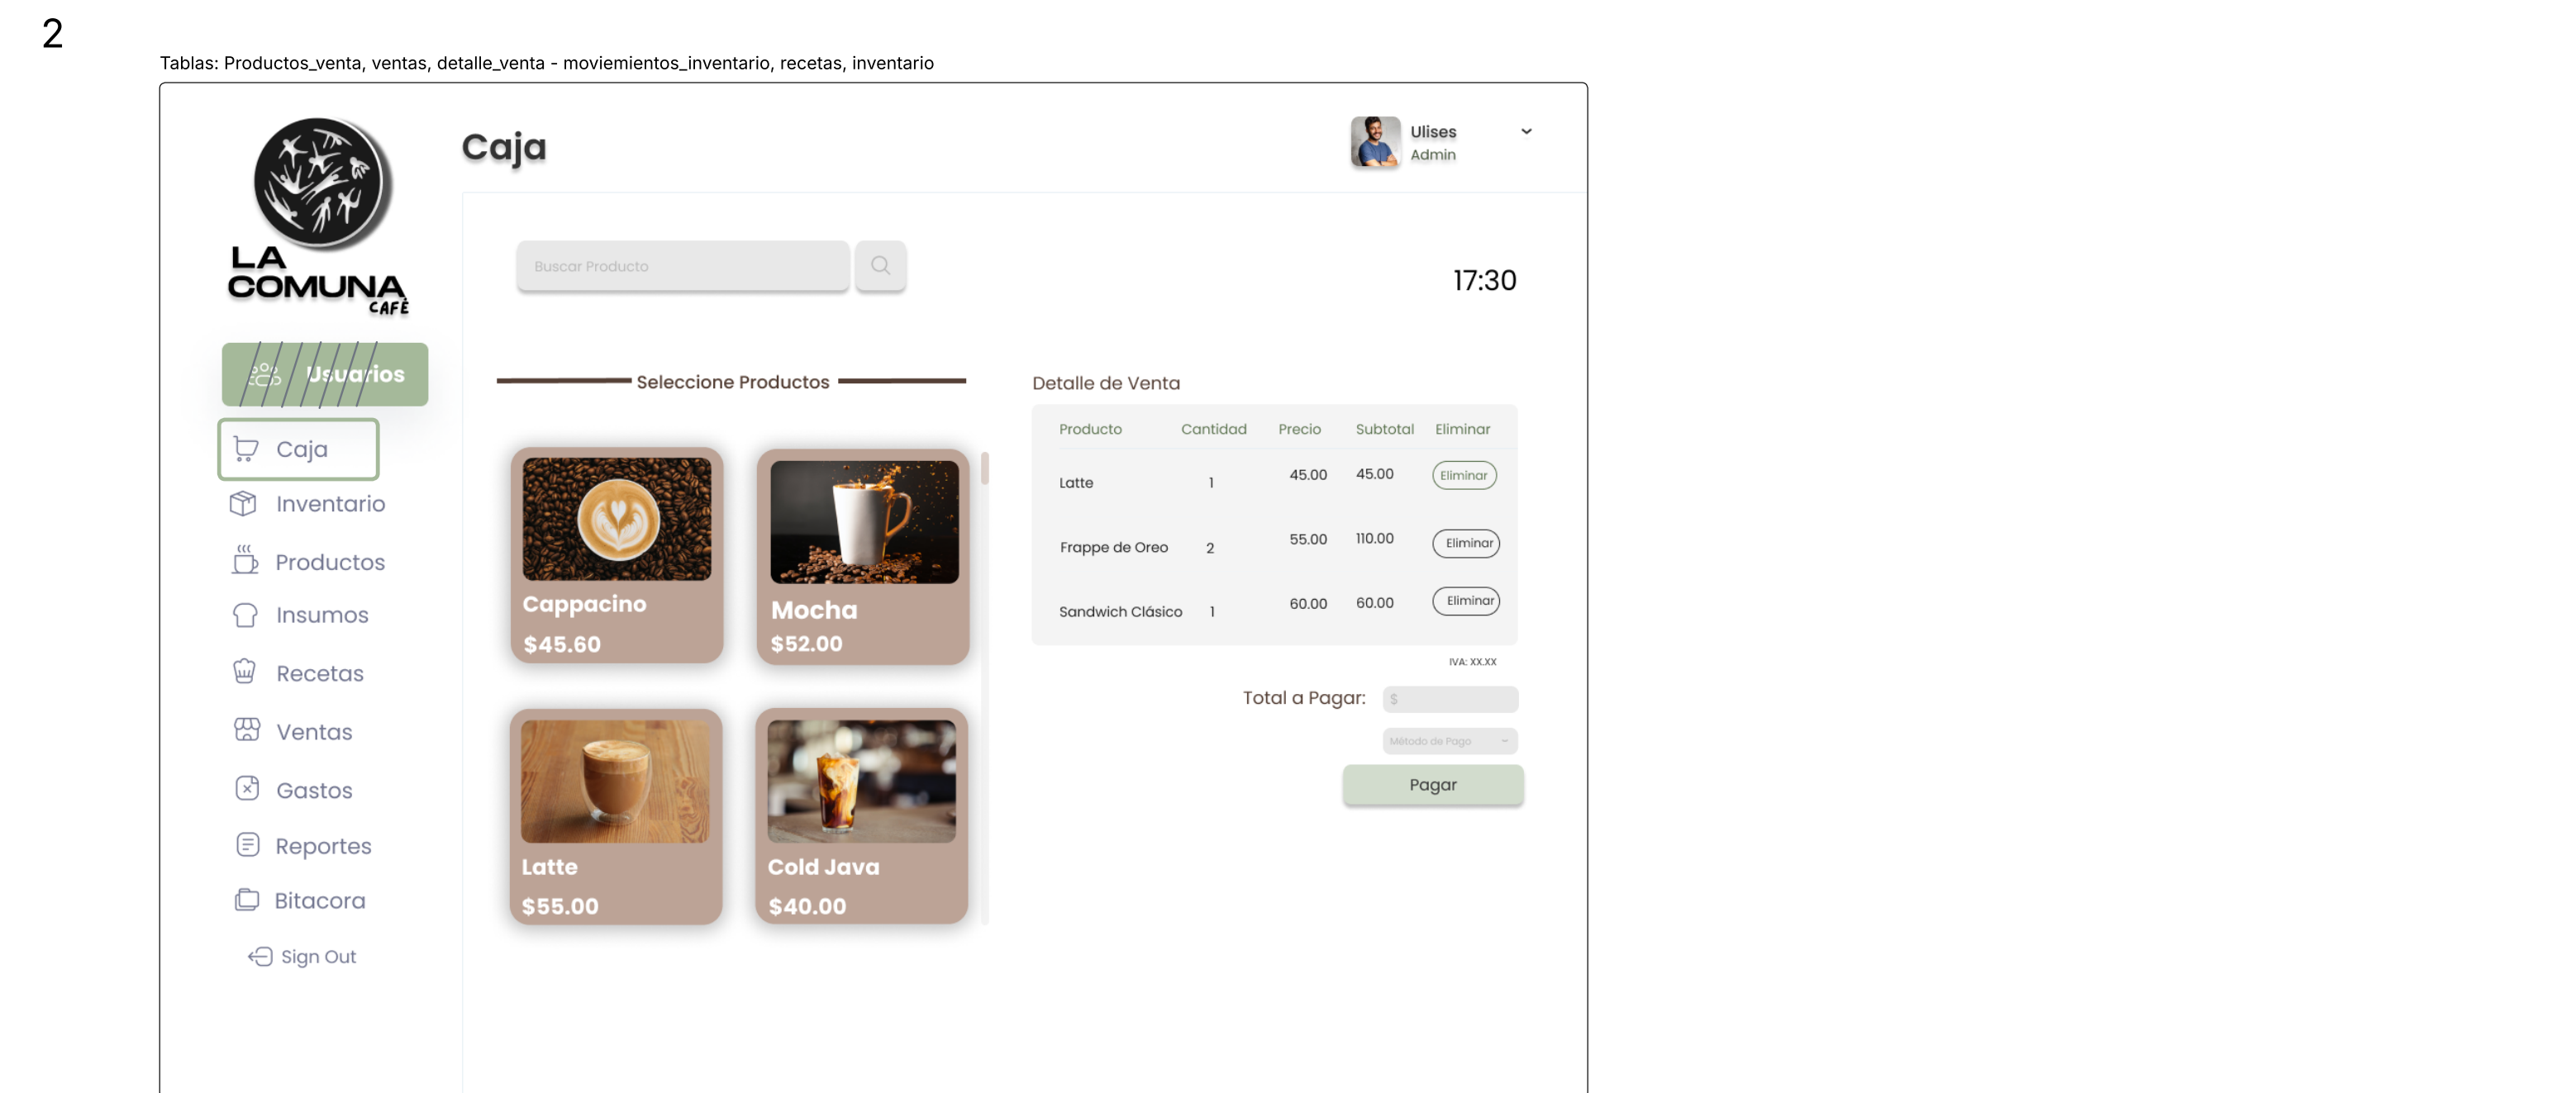 2
Tablas: Productos_venta, ventas, detalle_venta - moviemientos_inventario, recetas, inventario
LA
COMUNA
CAFÉ
Caja
Ulises
Admin
Buscar Producto
17:30
Usuarios
Caja
Inventario
Productos
Insumos
Recetas
Ventas
Gastos
Reportes
Bitacora
Sign Out
Seleccione Productos
Cappacino
$45.60
Mocha
$52.00
Latte
$55.00
Cold Java
$40.00
Detalle de Venta
Producto Cantidad Precio Subtotal Eliminar
Latte 1 45.00 45.00 Eliminar
Frappe de Oreo 2 55.00 110.00 Eliminar
Sandwich Clásico 1 60.00 60.00 Eliminar
IVA: XX.XX
Total a Pagar: $
Método de Pago
Pagar